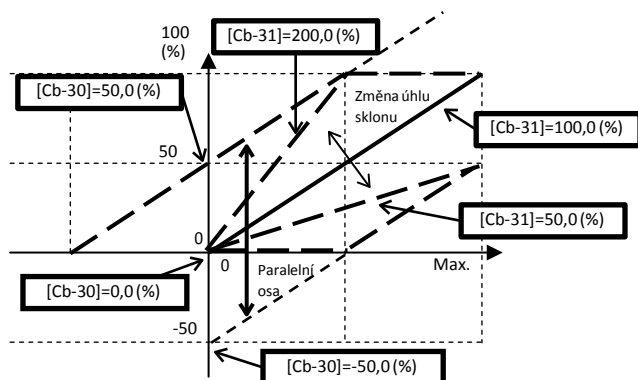 100
(%)
[Cb-31]=200,0 (%)
[Cb-30]=50,0 (%)
Změna úhlu
sklonu
[Cb-31]=100,0 (%)
50
[Cb-31]=50,0 (%)
0
0
Max.
[Cb-30]=0,0 (%)
Paralelní
osa
-50
[Cb-30]=-50,0 (%)